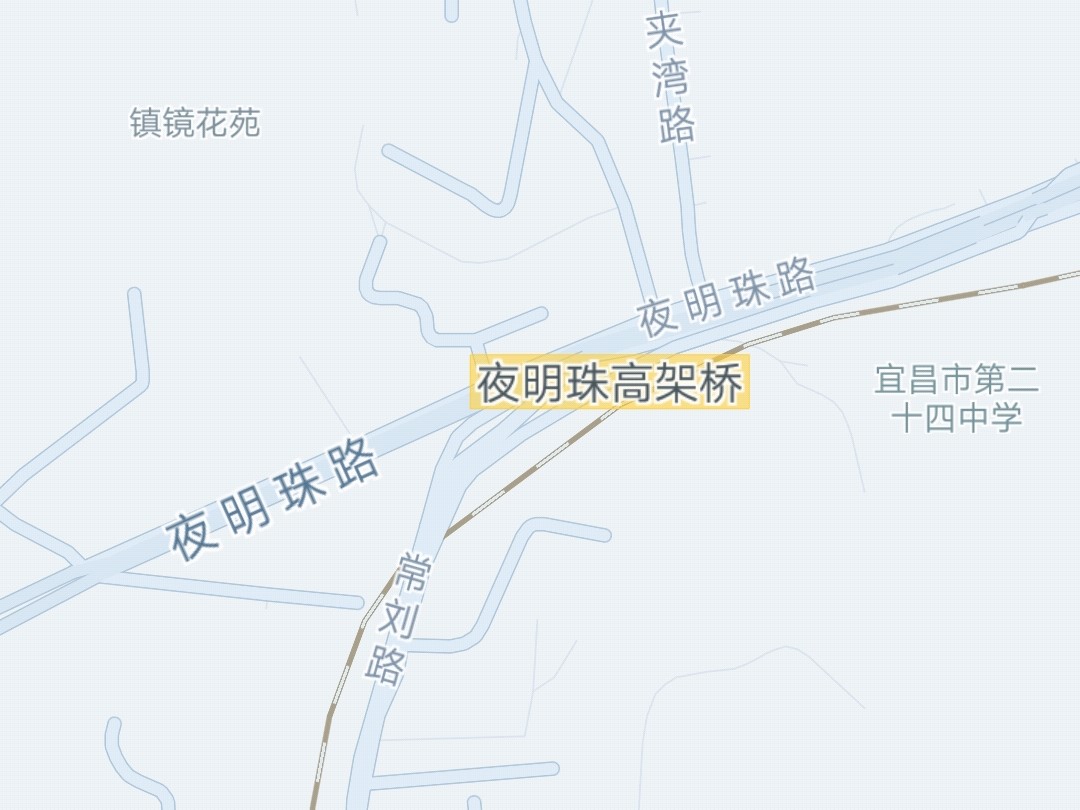 夹湾路
镇镜花苑
夜明珠路
夜明珠高架桥
宜昌市第二
十四中学
夜明珠路
常刘路